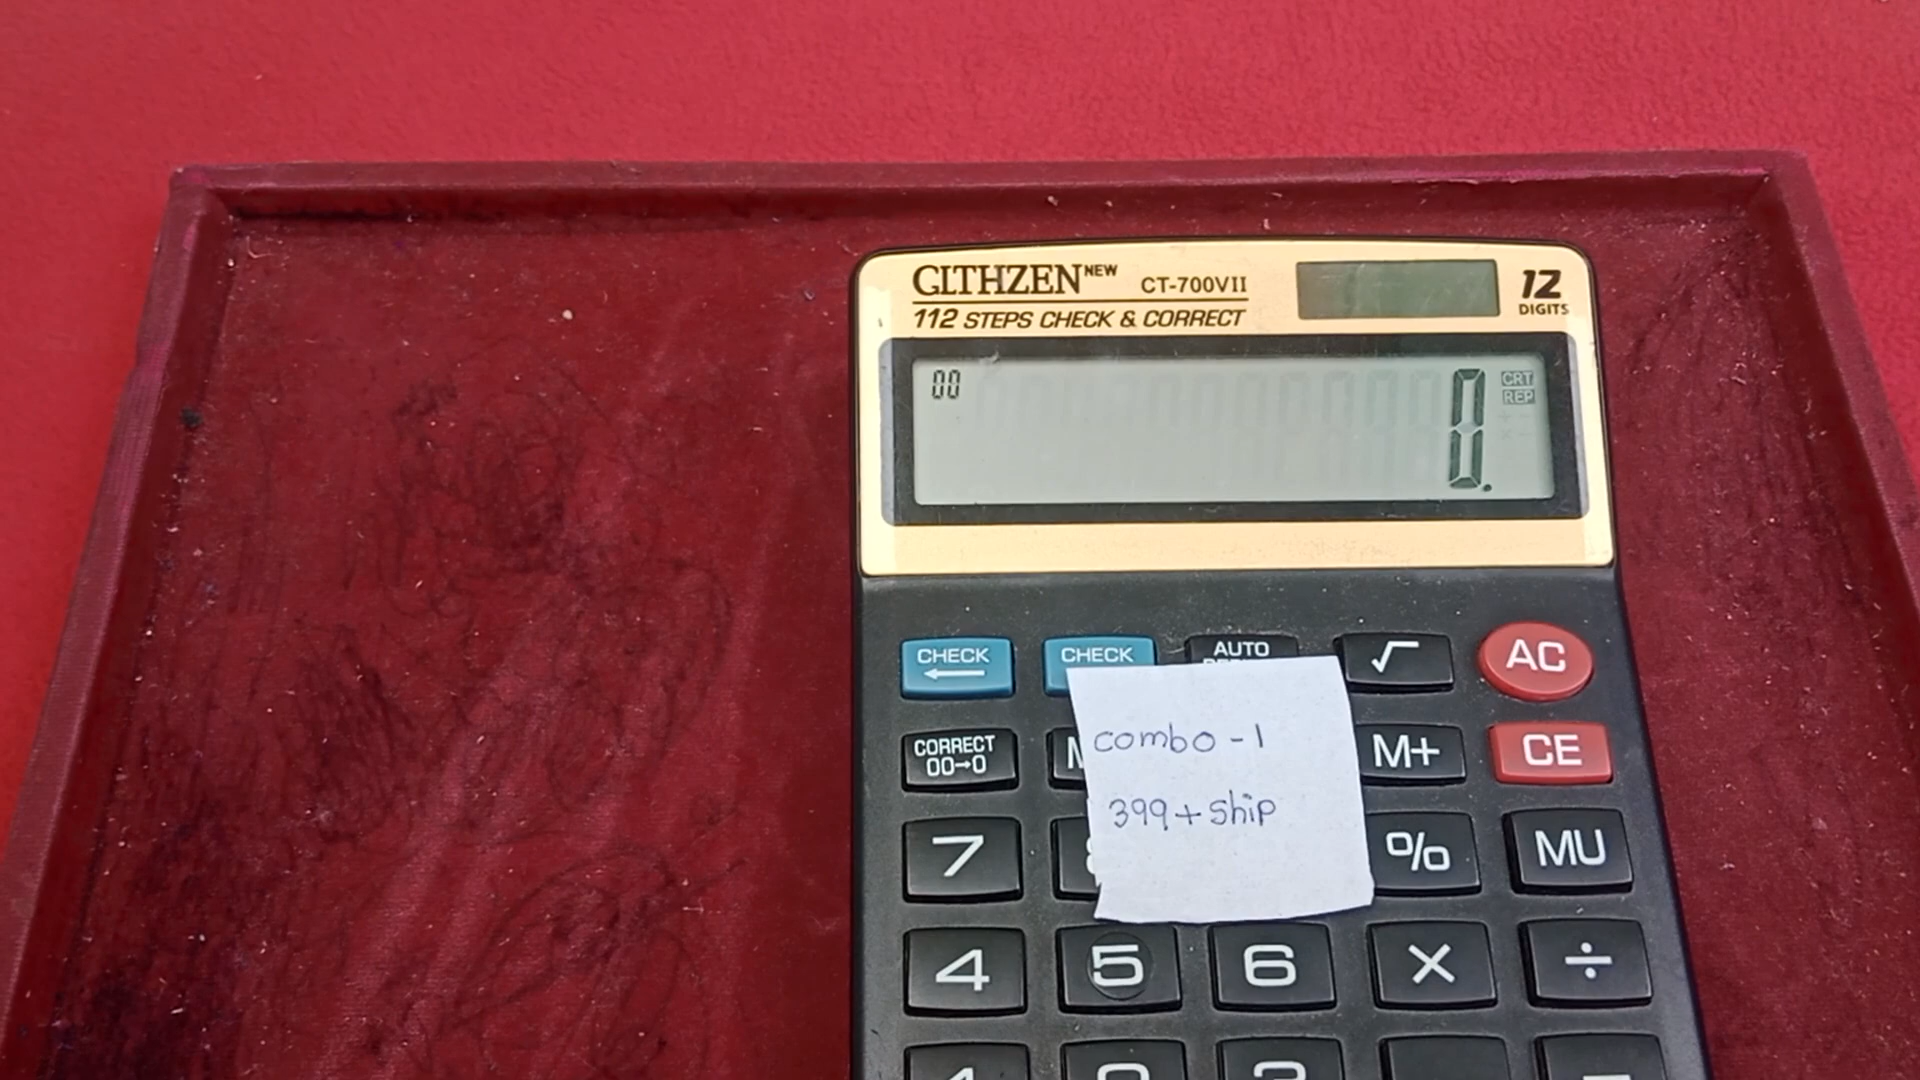 GITHZEN NEW CT-700VII
112 STEPS CHECK & CORRECT
12
DIGITS
00 0.
CRT
REP
CHECK CHECK AUTO √ AC
←
CORRECT
00→0
M+ CE
combo - 1
399 + Ship
7 % MU
4 5 6 × ÷